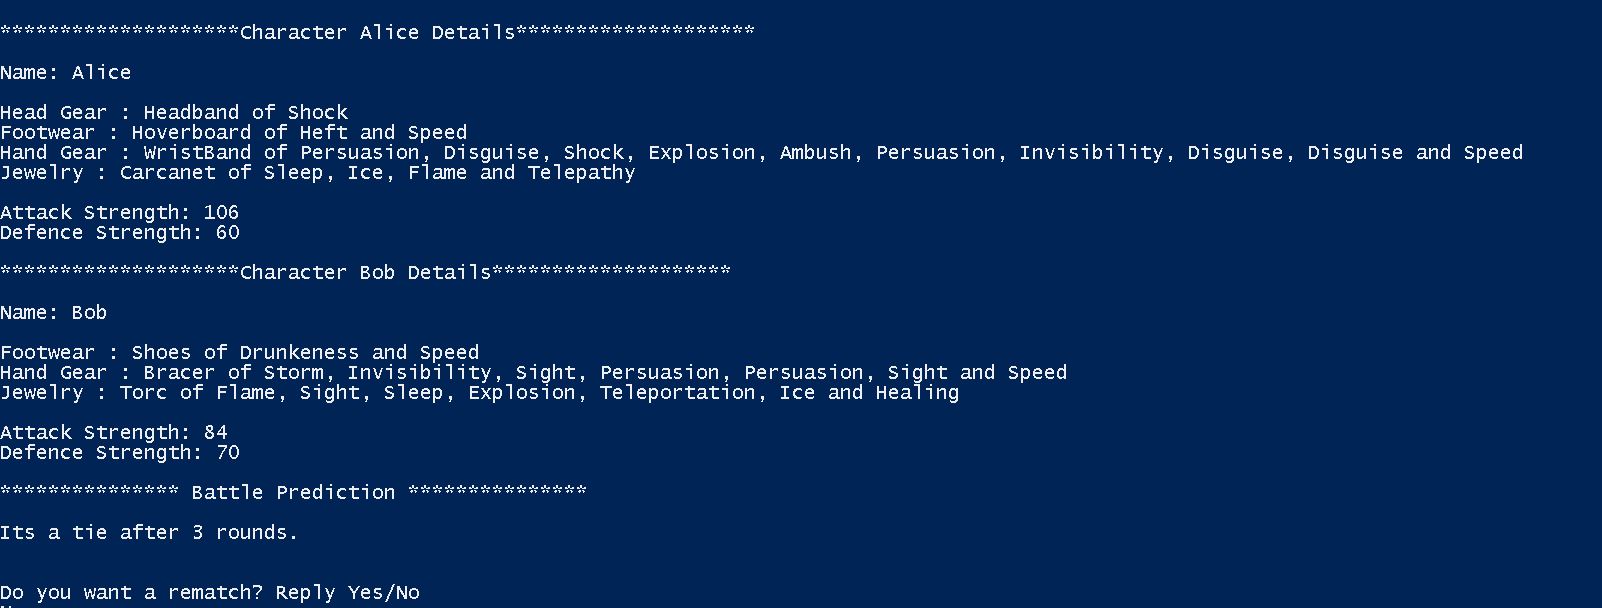 ********************Character Alice Details********************
Name: Alice
Head Gear : Headband of Shock
Footwear : Hoverboard of Heft and Speed
Hand Gear : WristBand of Persuasion, Disguise, Shock, Explosion, Ambush, Persuasion, Invisibility, Disguise, Disguise and Speed
Jewelry : Carcanet of Sleep, Ice, Flame and Telepathy
Attack Strength: 106
Defence Strength: 60
********************Character Bob Details********************
Name: Bob
Footwear : Shoes of Drunkeness and Speed
Hand Gear : Bracer of Storm, Invisibility, Sight, Persuasion, Persuasion, Sight and Speed
Jewelry : Torc of Flame, Sight, Sleep, Explosion, Teleportation, Ice and Healing
Attack Strength: 84
Defence Strength: 70
*************** Battle Prediction ***************
Its a tie after 3 rounds.
Do you want a rematch? Reply Yes/No